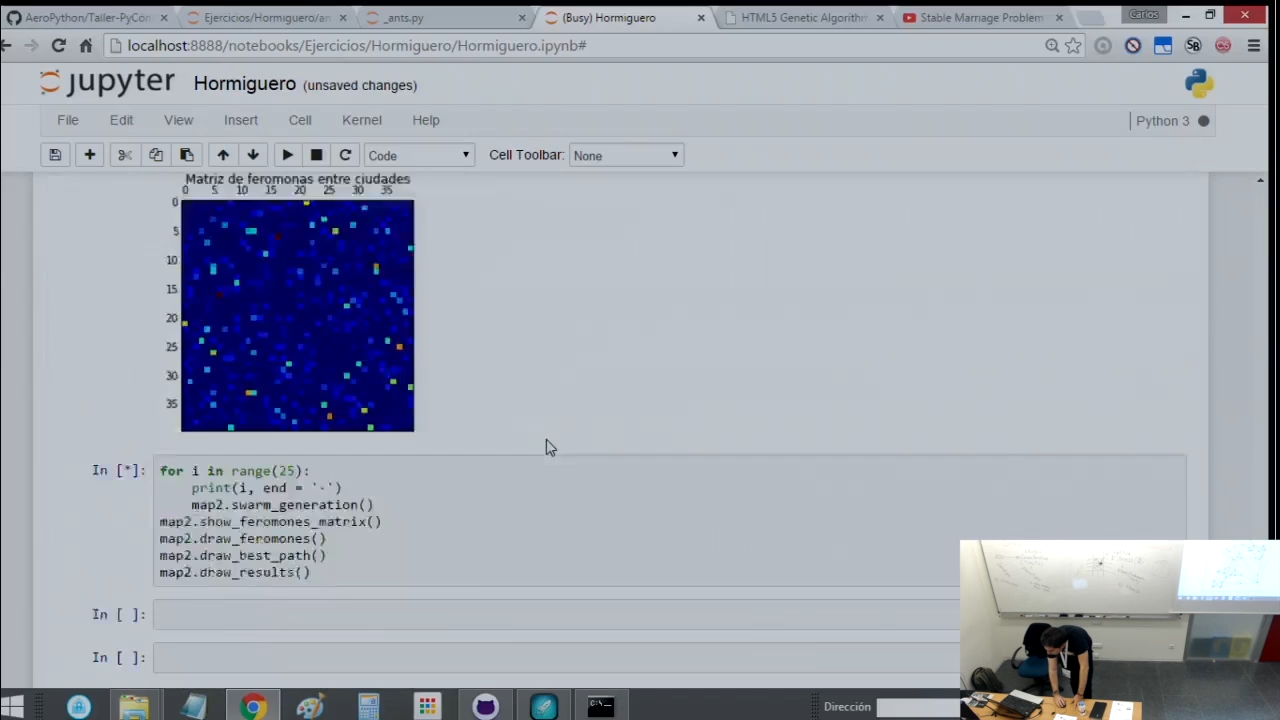 AeroPython/Taller-PyCon
Ejercicios/Hormiguero/an
_ants.py
(Busy) Hormiguero
HTML5 Genetic Algorithm
Stable Marriage Problem
Carlos
localhost:8888/notebooks/Ejercicios/Hormiguero/Hormiguero.ipynb#
jupyter Hormiguero (unsaved changes)
File Edit View Insert Cell Kernel Help
Python 3
Code
Cell Toolbar: None
Matriz de feromonas entre ciudades
0 5 10 15 20 25 30 35
0
5
10
15
20
25
30
35
In [*]:
for i in range(25):
print(i, end = '-')
map2.swarm_generation()
map2.show_feromones_matrix()
map2.draw_feromones()
map2.draw_best_path()
map2.draw_results()
In [ ]:
In [ ]:
Dirección